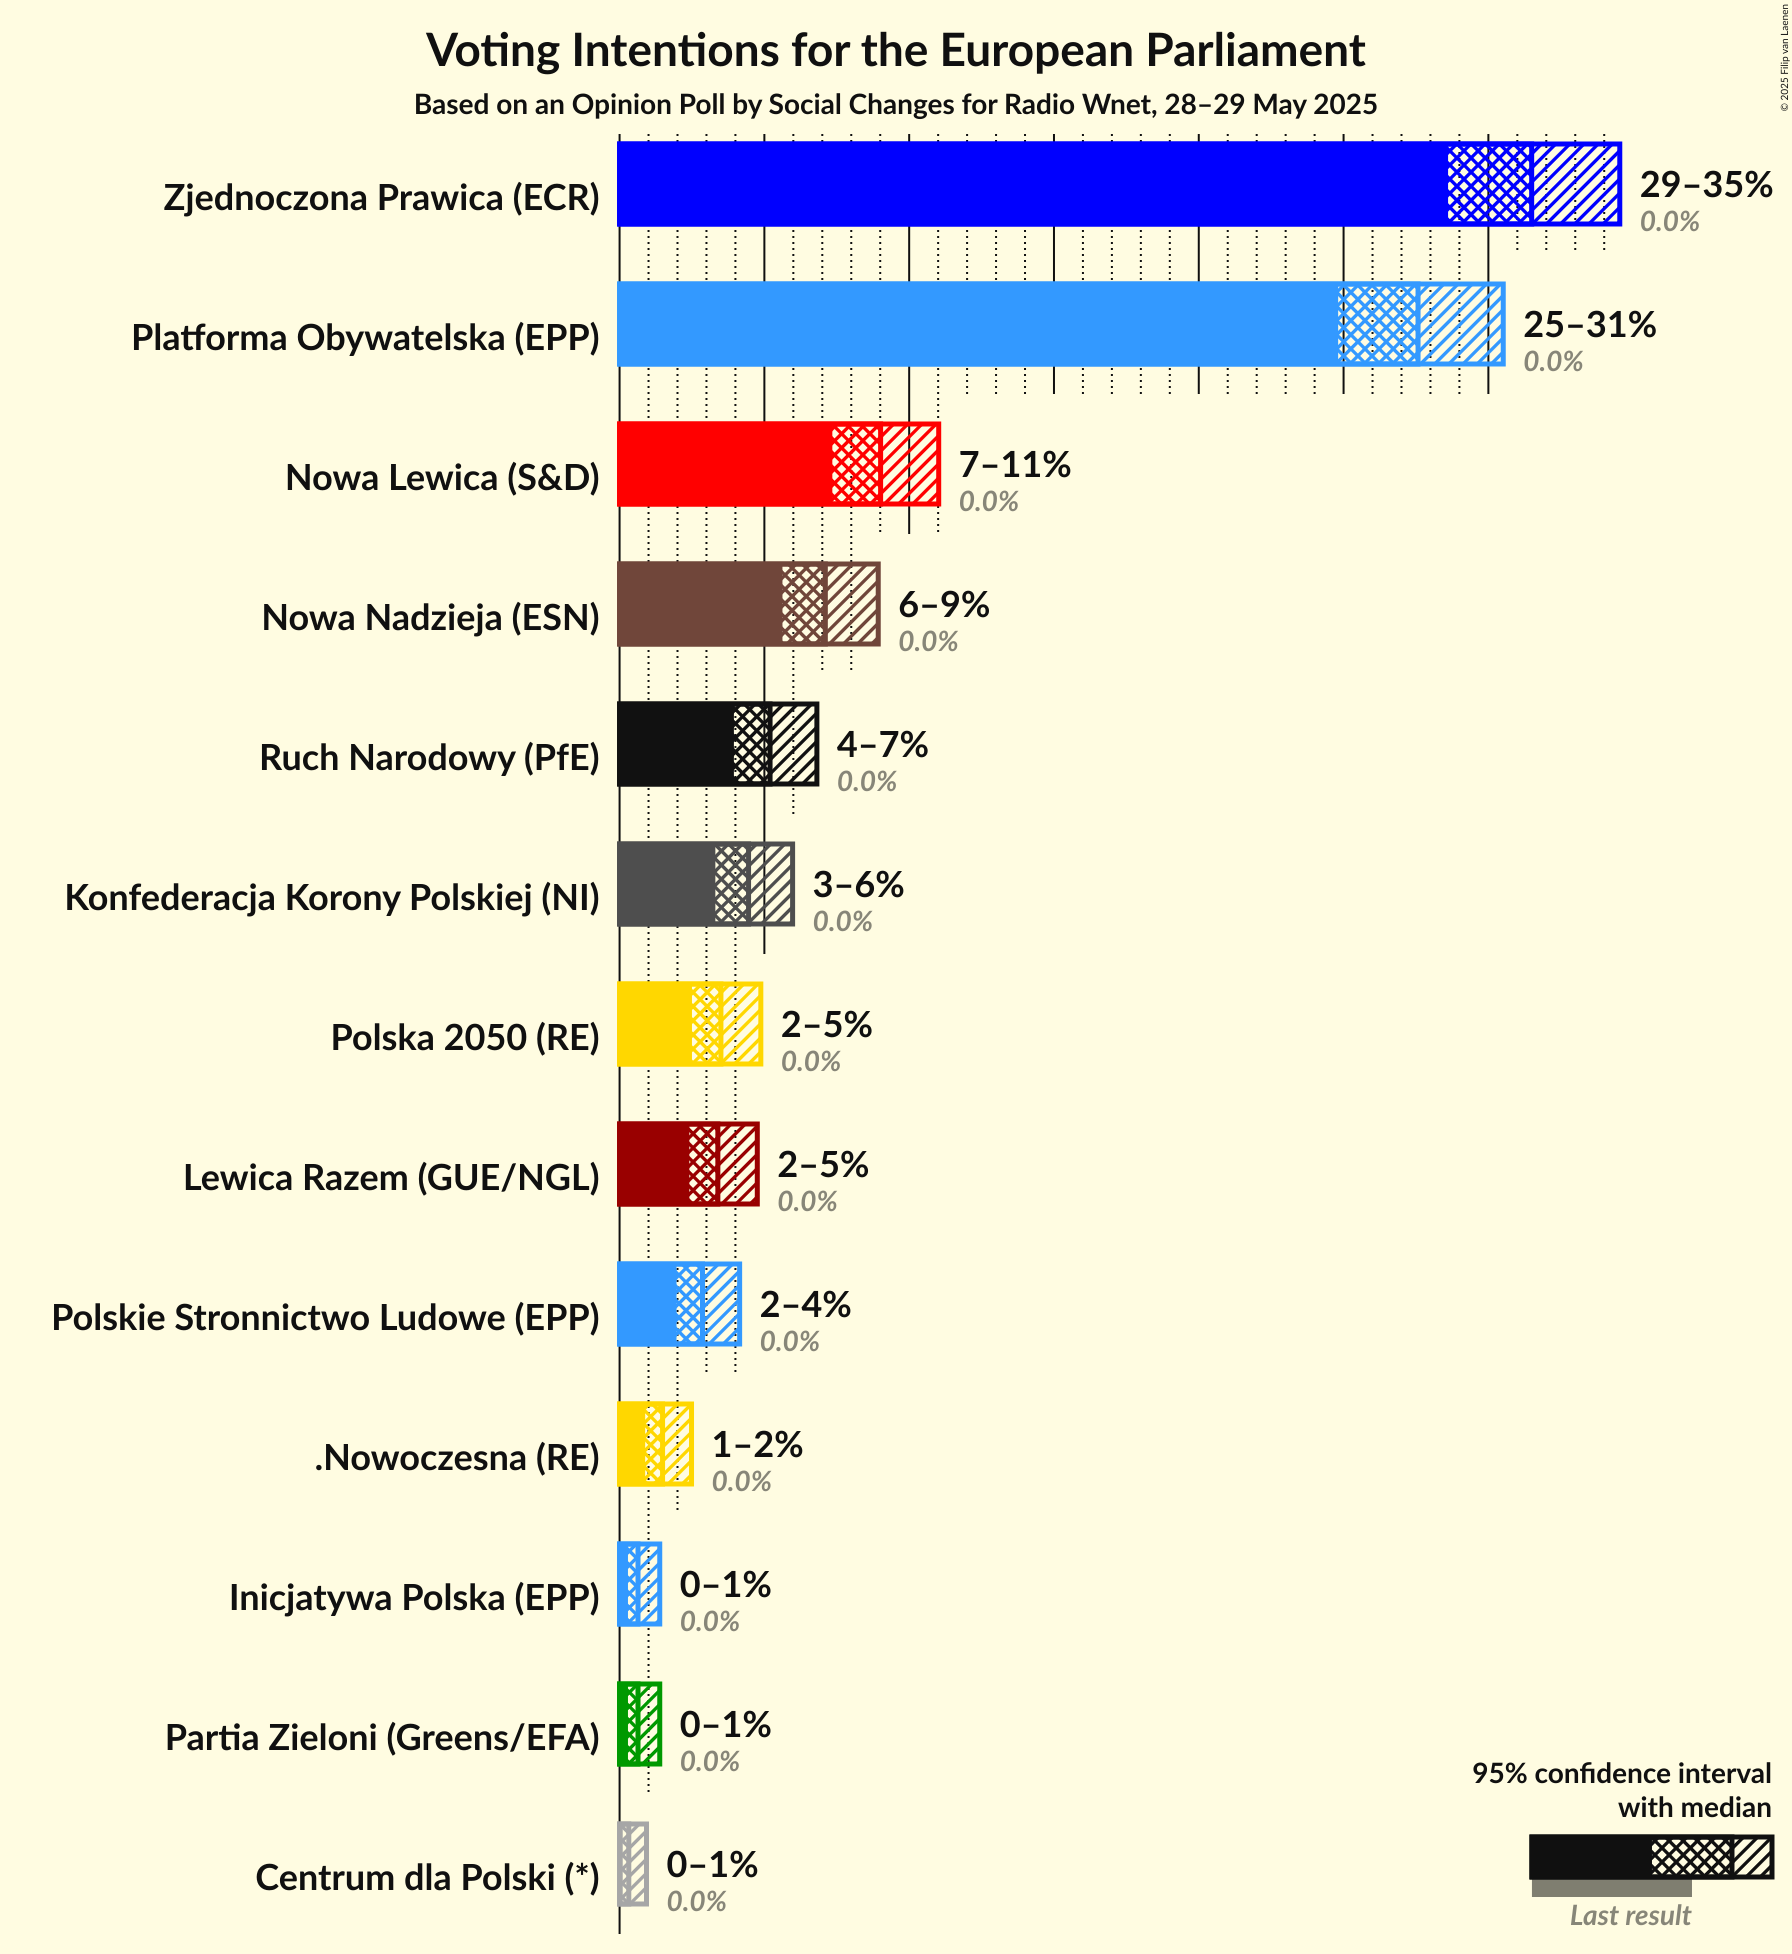 Voting Intentions for the European Parliament
Based on an Opinion Poll by Social Changes for Radio Wnet, 28–29 May 2025
© 2025 Filip van Laenen
Zjednoczona Prawica (ECR)
29–35%
0.0%
Platforma Obywatelska (EPP)
25–31%
0.0%
Nowa Lewica (S&D)
7–11%
0.0%
Nowa Nadzieja (ESN)
6–9%
0.0%
Ruch Narodowy (PfE)
4–7%
0.0%
Konfederacja Korony Polskiej (NI)
3–6%
0.0%
Polska 2050 (RE)
2–5%
0.0%
Lewica Razem (GUE/NGL)
2–5%
0.0%
Polskie Stronnictwo Ludowe (EPP)
2–4%
0.0%
.Nowoczesna (RE)
1–2%
0.0%
Inicjatywa Polska (EPP)
0–1%
0.0%
Partia Zieloni (Greens/EFA)
0–1%
0.0%
Centrum dla Polski (*)
0–1%
0.0%
95% confidence interval
with median
Last result